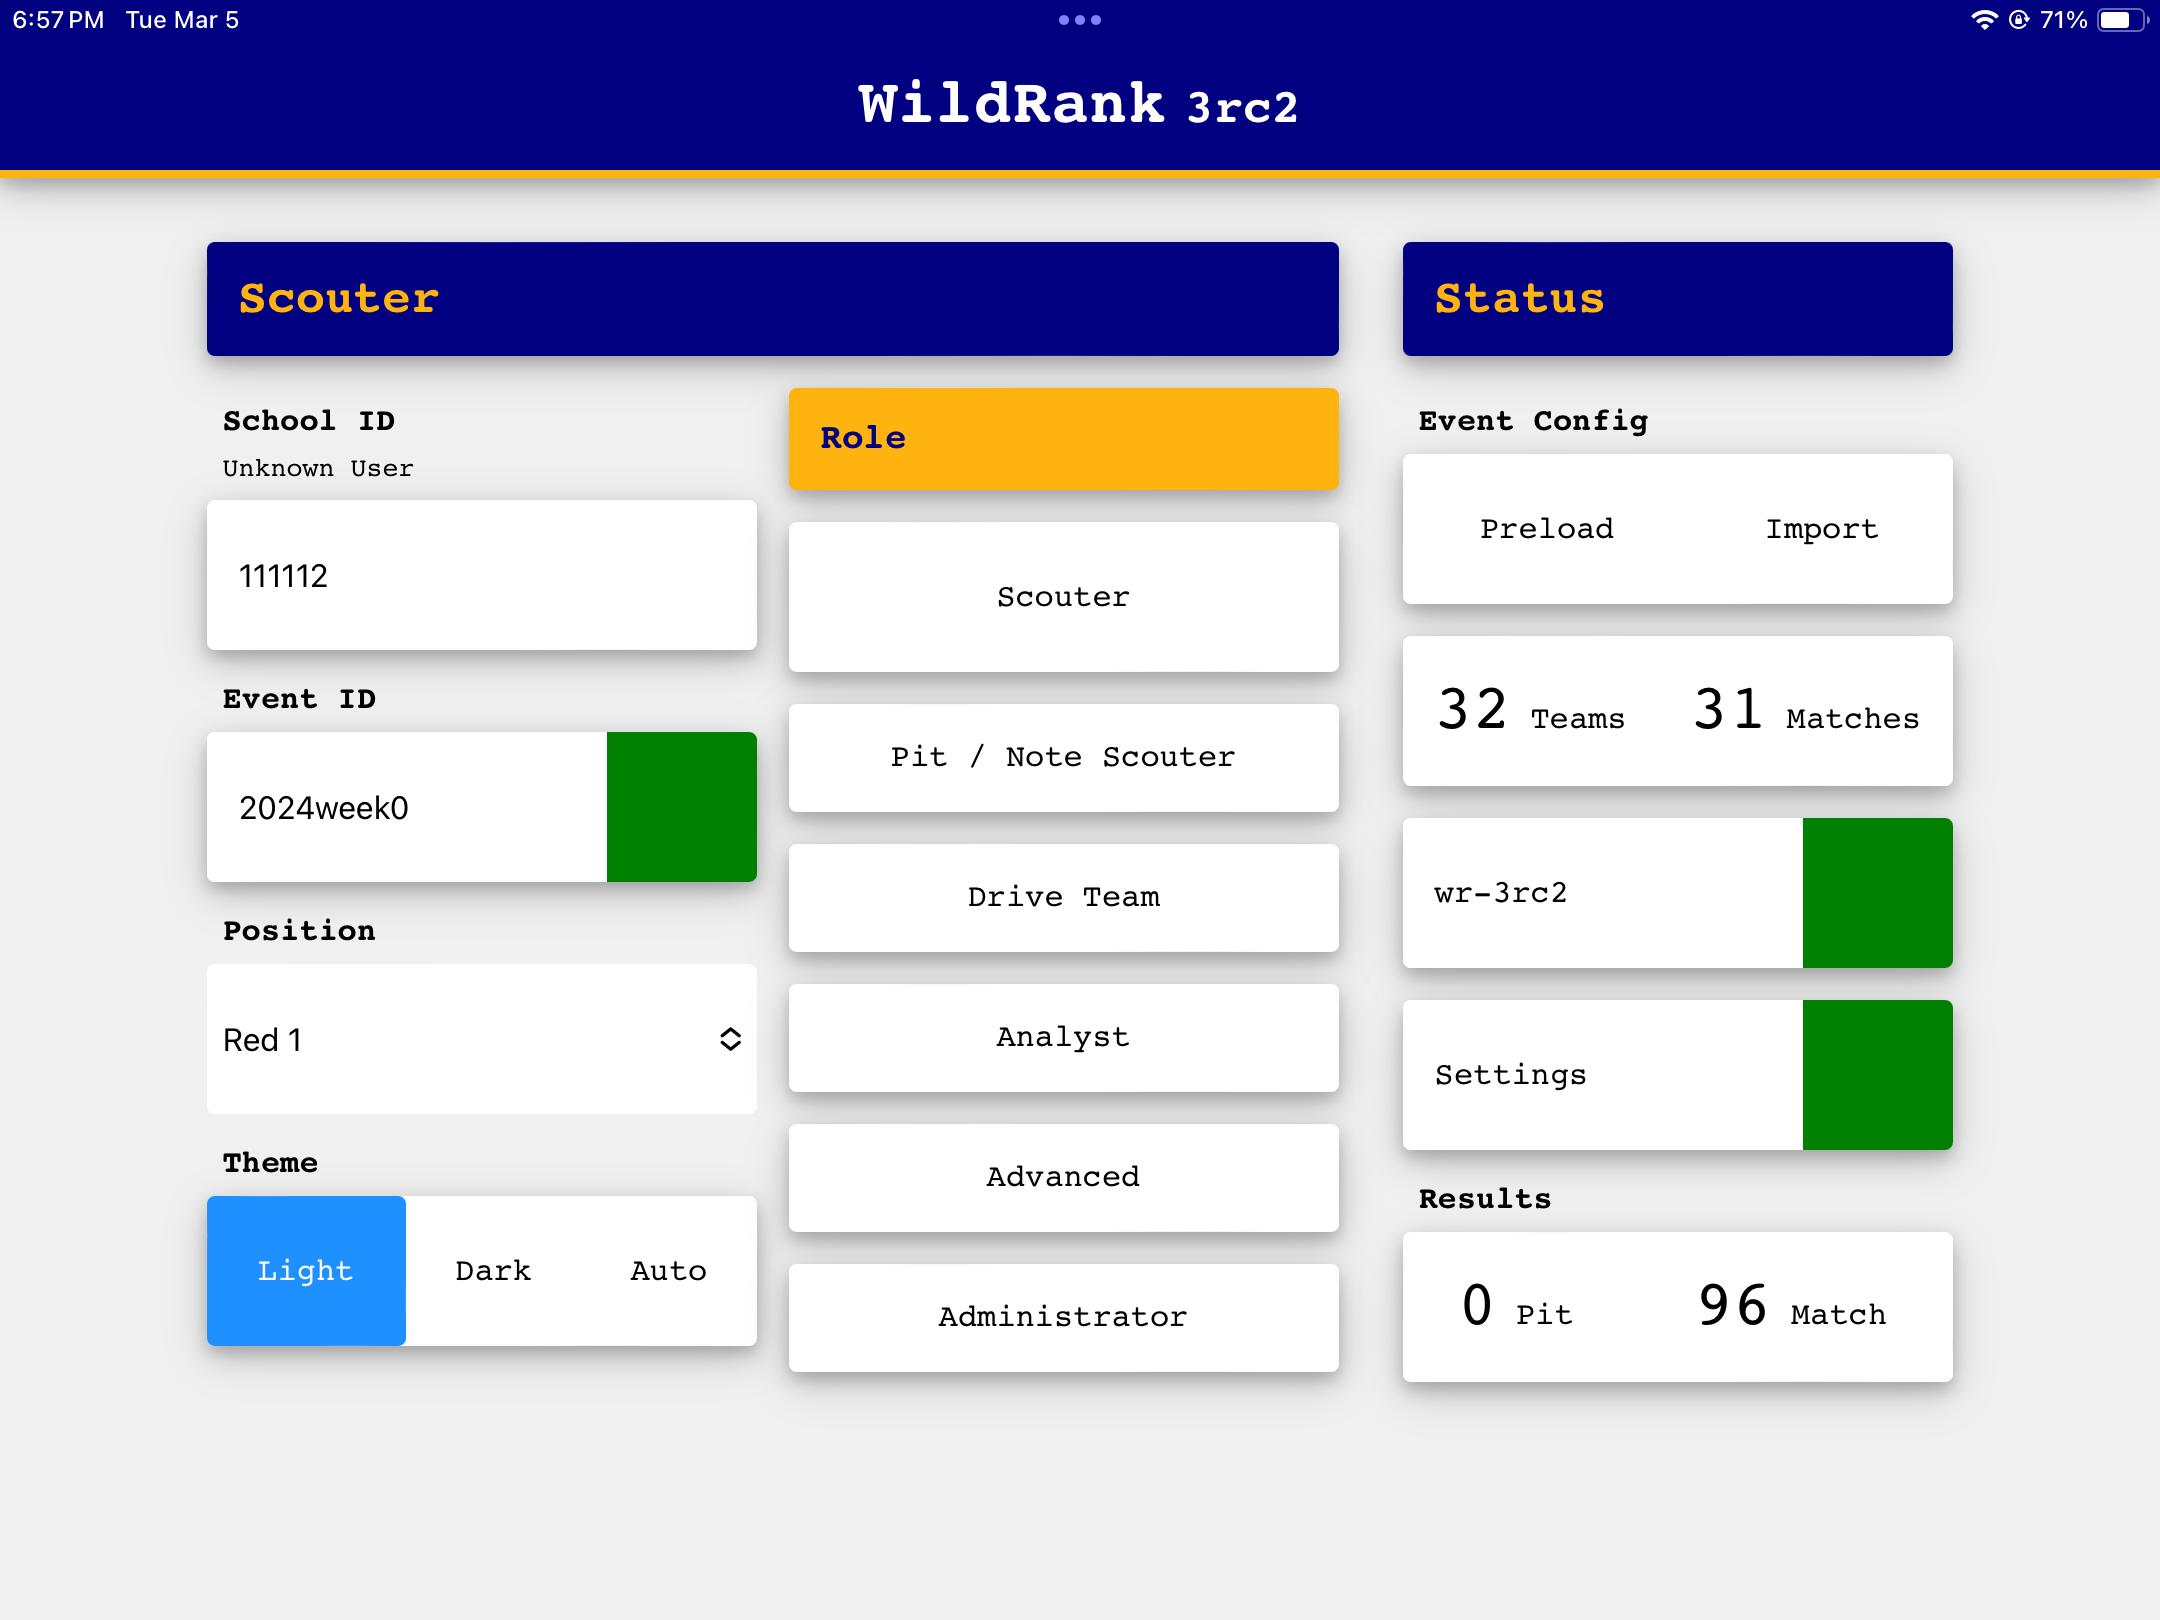 6:57 PM Tue Mar 5
71%
WildRank 3rc2
Scouter
School ID
Unknown User
111112
Event ID
2024week0
Position
Red 1
Theme
Light Dark Auto
Role
Scouter
Pit / Note Scouter
Drive Team
Analyst
Advanced
Administrator
Status
Event Config
Preload Import
32 Teams 31 Matches
wr-3rc2
Settings
Results
0 Pit 96 Match